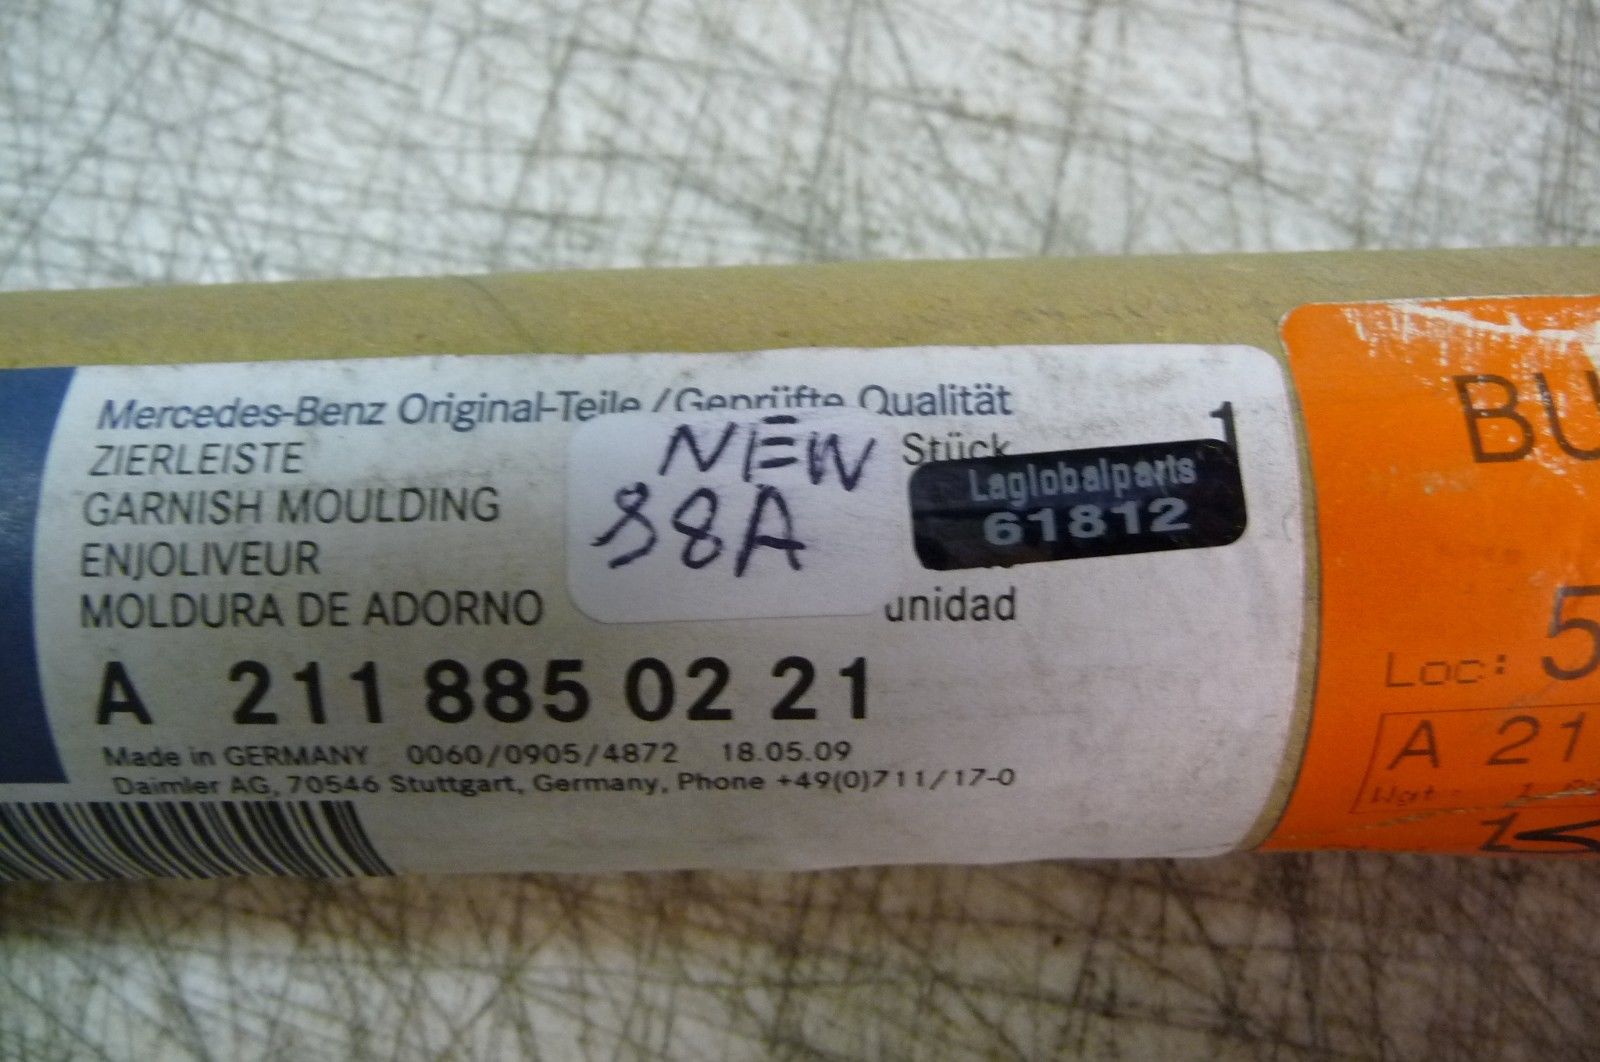 Mercedes-Benz Original-Teile / Geprüfte Qualität
ZIERLEISTE
Stück 1
GARNISH MOULDING
ENJOLIVEUR
MOLDURA DE ADORNO
unidad
NEW
88A
Laglobalparts
61812
A 211 885 02 21
Made in GERMANY 0060/0905/4872 18.05.09
Daimler AG, 70546 Stuttgart, Germany, Phone +49(0)711/17-0
BU
Loc: 5
A 21